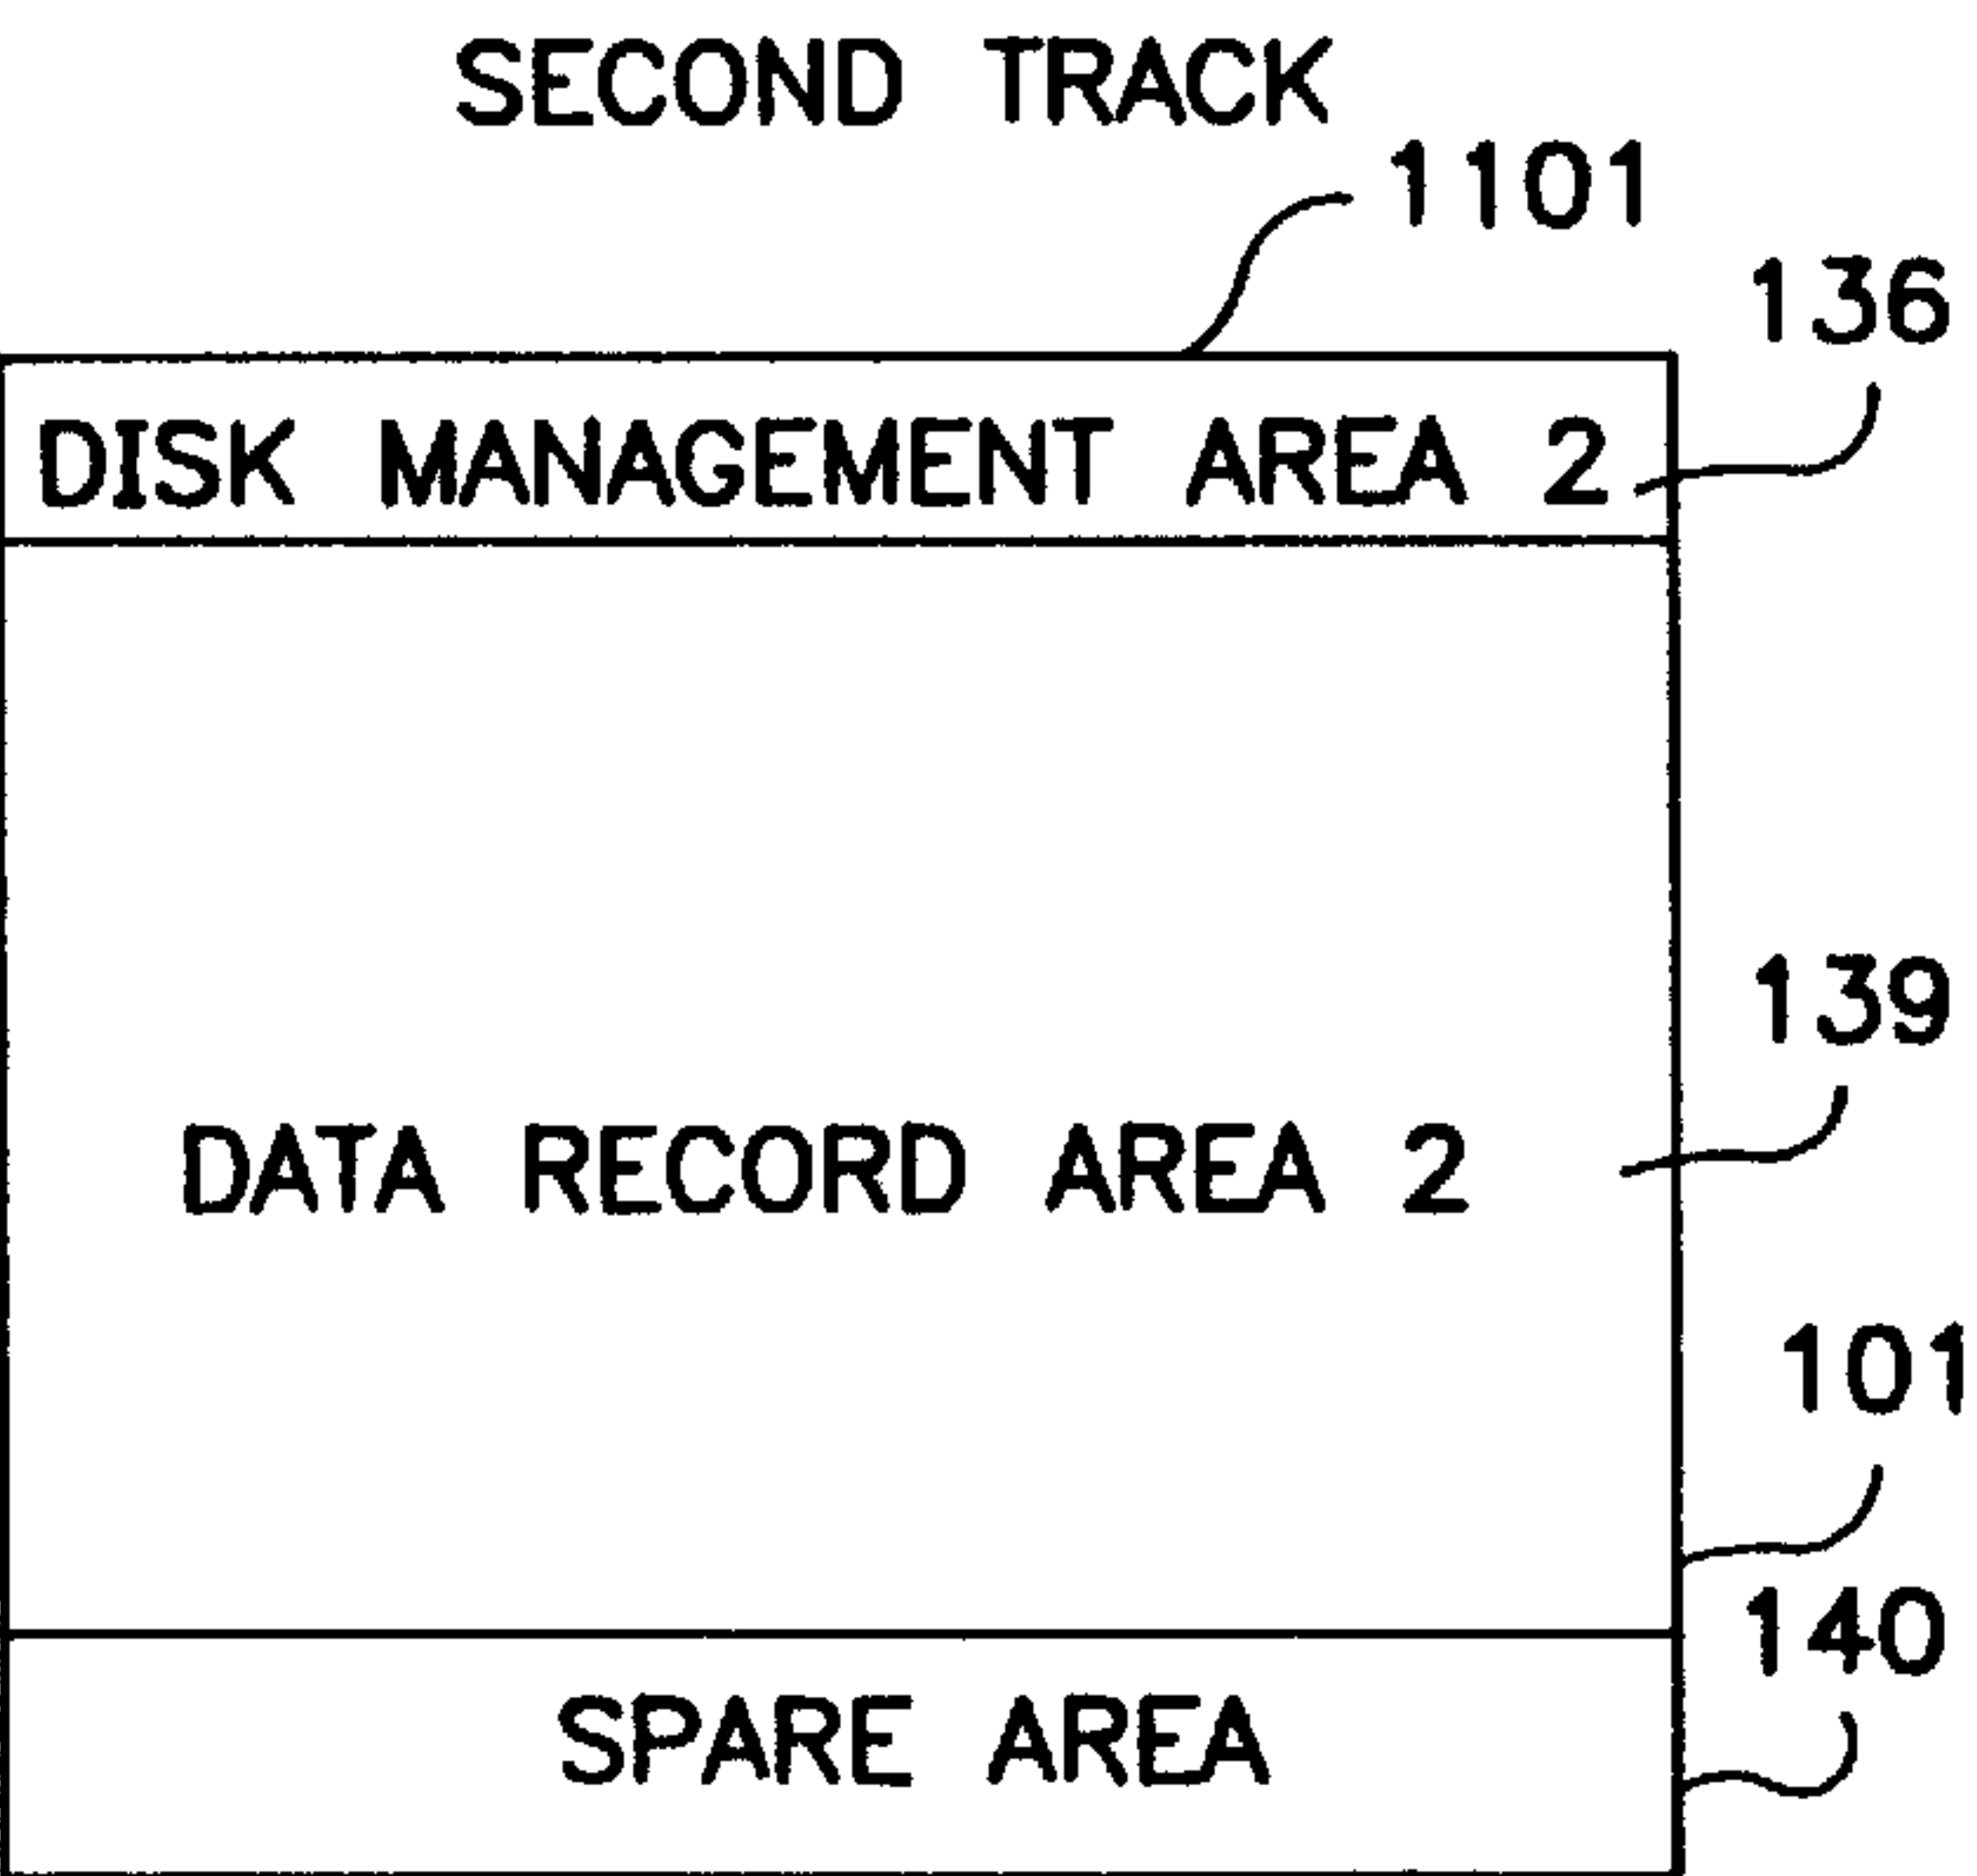 SECOND TRACK
1101
136
DISK MANAGEMENT AREA 2
139
DATA RECORD AREA 2
101
140
SPARE AREA